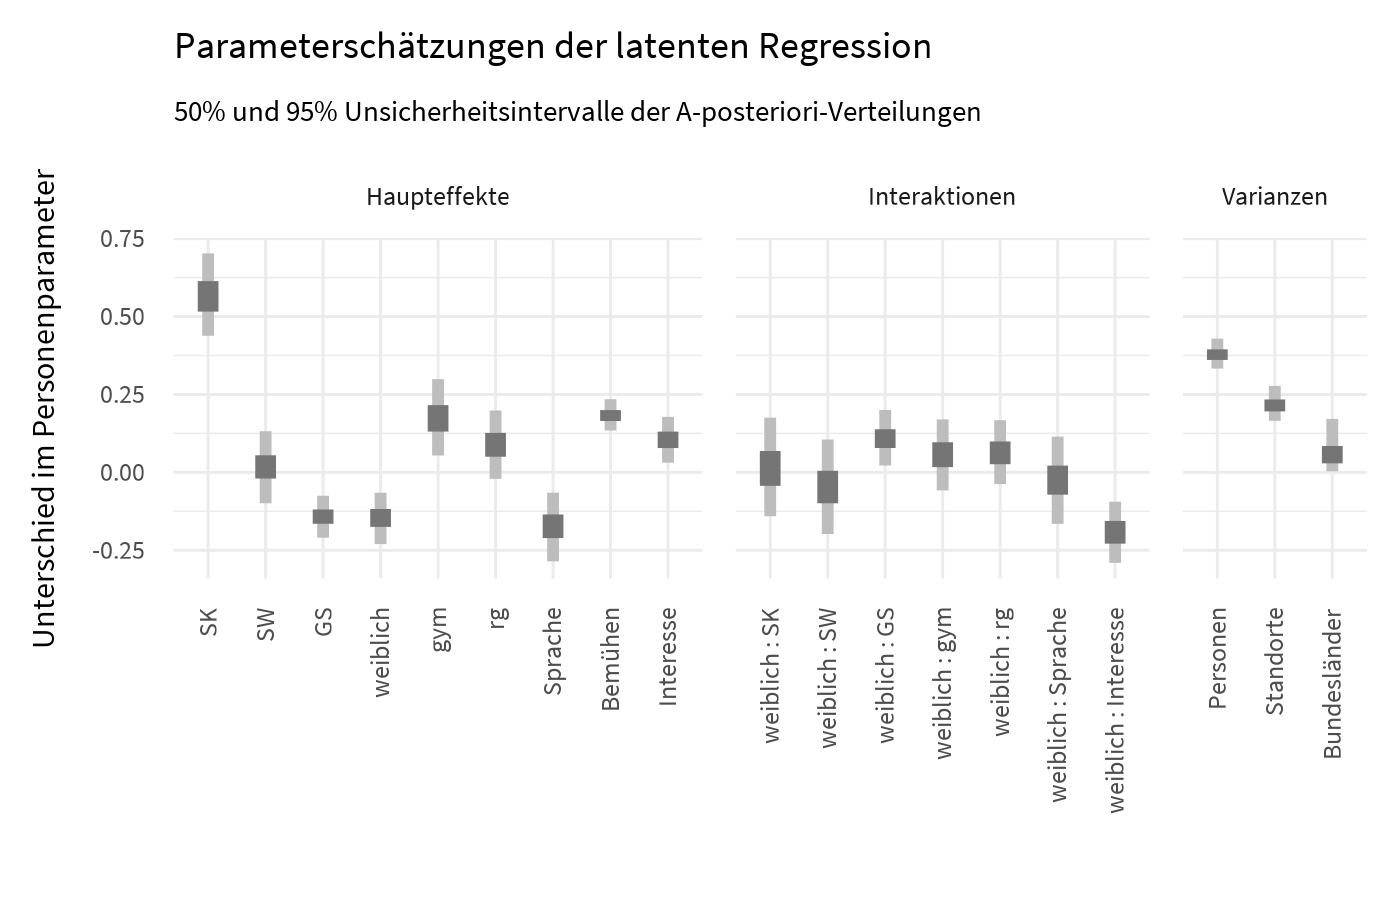 Parameterschätzungen der latenten Regression
50% und 95% Unsicherheitsintervalle der A-posteriori-Verteilungen
Unterschied im Personenparameter
Haupteffekte
Interaktionen
Varianzen
0.75
0.50
0.25
0.00
-0.25
SK
SW
GS
weiblich
gym
rg
Sprache
Bemühen
Interesse
weiblich : SK
weiblich : SW
weiblich : GS
weiblich : gym
weiblich : rg
weiblich : Sprache
weiblich : Interesse
Personen
Standorte
Bundesländer